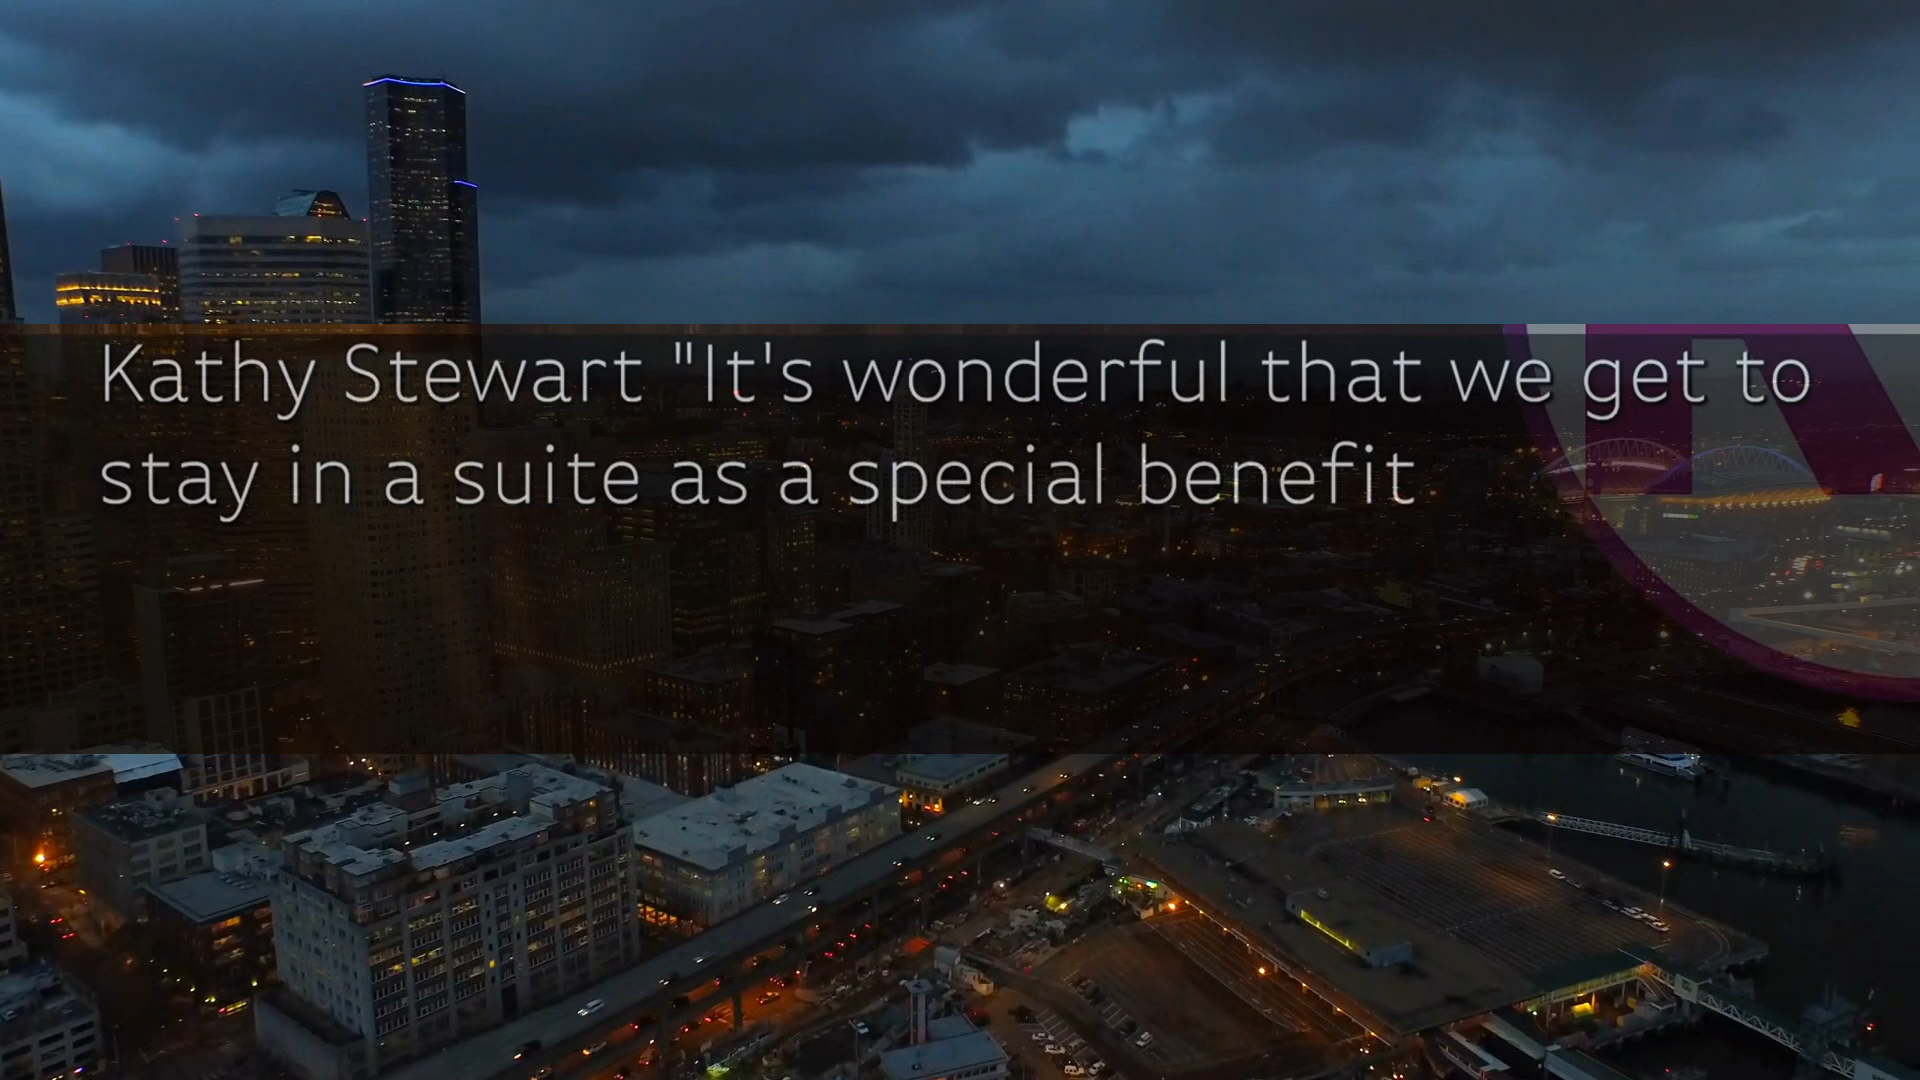 Kathy Stewart "It's wonderful that we get to
stay in a suite as a special benefit